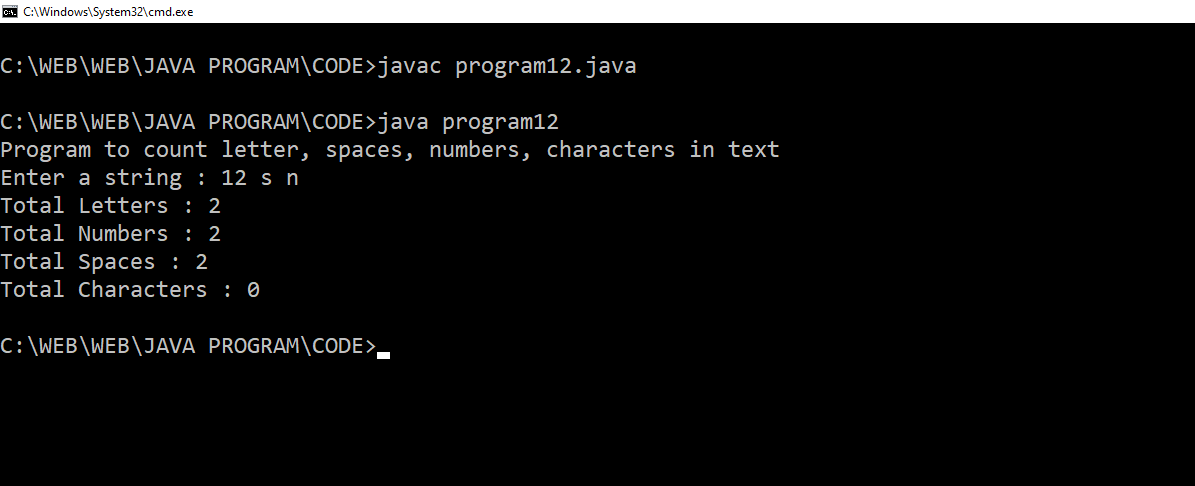 C:\Windows\System32\cmd.exe
C:\WEB\WEB\JAVA PROGRAM\CODE>javac program12.java
C:\WEB\WEB\JAVA PROGRAM\CODE>java program12
Program to count letter, spaces, numbers, characters in text
Enter a string : 12 s n
Total Letters : 2
Total Numbers : 2
Total Spaces : 2
Total Characters : 0
C:\WEB\WEB\JAVA PROGRAM\CODE>